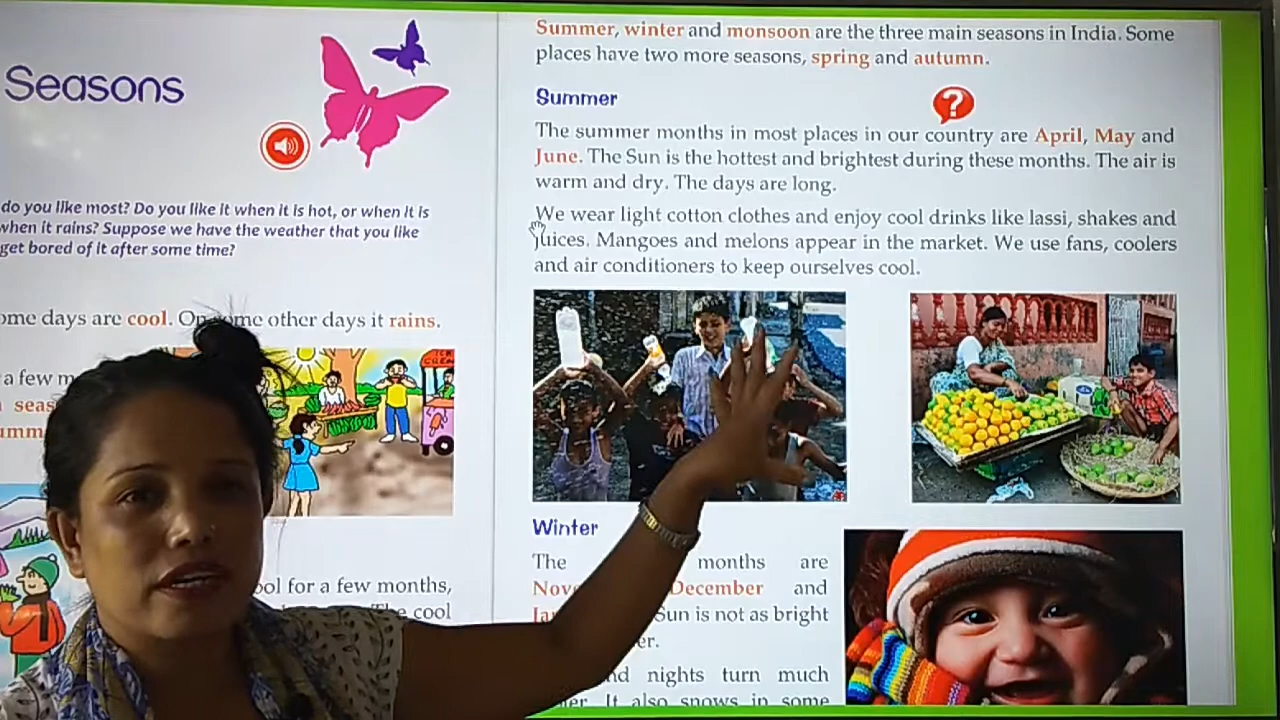 Seasons
do you like most? Do you like it when it is hot, or when it is
when it rains? Suppose we have the weather that you like
get bored of it after some time?
ome days are cool. On some other days it rains.
a few m
seas
umm
ool for a few months,
cool
Summer, winter and monsoon are the three main seasons in India. Some
places have two more seasons, spring and autumn.
Summer
?
The summer months in most places in our country are April, May and
June. The Sun is the hottest and brightest during these months. The air is
warm and dry. The days are long.
We wear light cotton clothes and enjoy cool drinks like lassi, shakes and
juices. Mangoes and melons appear in the market. We use fans, coolers
and air conditioners to keep ourselves cool.
Winter
The months are
Nov December and
Ja Sun is not as bright
er.
nd nights turn much
er. It also snows in some